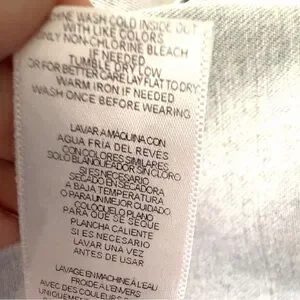 MACHINE WASH COLD INSIDE OUT
WITH LIKE COLORS
ONLY NON-CHLORINE BLEACH
IF NEEDED
TUMBLE DRY LOW
OR FOR BETTER CARE LAY FLAT TO DRY
WARM IRON IF NEEDED
WASH ONCE BEFORE WEARING
LAVAR A MAQUINA CON
AGUA FRIA DEL REVES
CON COLORES SIMILARES
SOLO BLANQUEADOR SIN CLORO
SI ES NECESARIO
SECADO EN SECADORA
A BAJA TEMPERATURA
O PARA UN MEJOR CUIDADO
COLOQUELO PLANO
PARA QUE SE SEQUE
PLANCHA CALIENTE
SI ES NECESARIO
LAVAR UNA VEZ
ANTES DE USAR
LAVAGE EN MACHINE À L'EAU
FROIDE À L'ENVERS
AVEC DES COULEURS
UNIQUEMENT